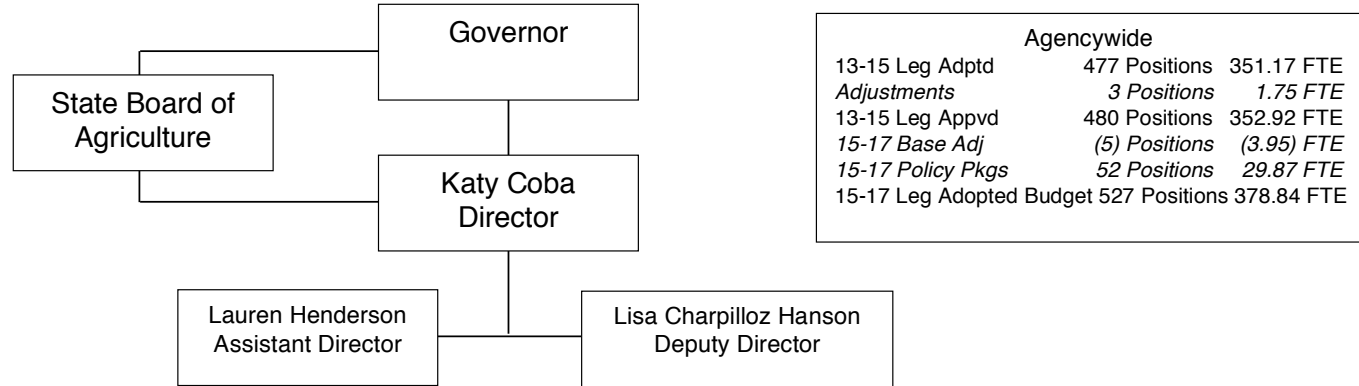 Governor
State Board of
Agriculture
Katy Coba
Director
Lauren Henderson
Assistant Director
Lisa Charpilloz Hanson
Deputy Director
Agencywide
13-15 Leg Adptd 477 Positions 351.17 FTE
Adjustments 3 Positions 1.75 FTE
13-15 Leg Appvd 480 Positions 352.92 FTE
15-17 Base Adj (5) Positions (3.95) FTE
15-17 Policy Pkgs 52 Positions 29.87 FTE
15-17 Leg Adopted Budget 527 Positions 378.84 FTE